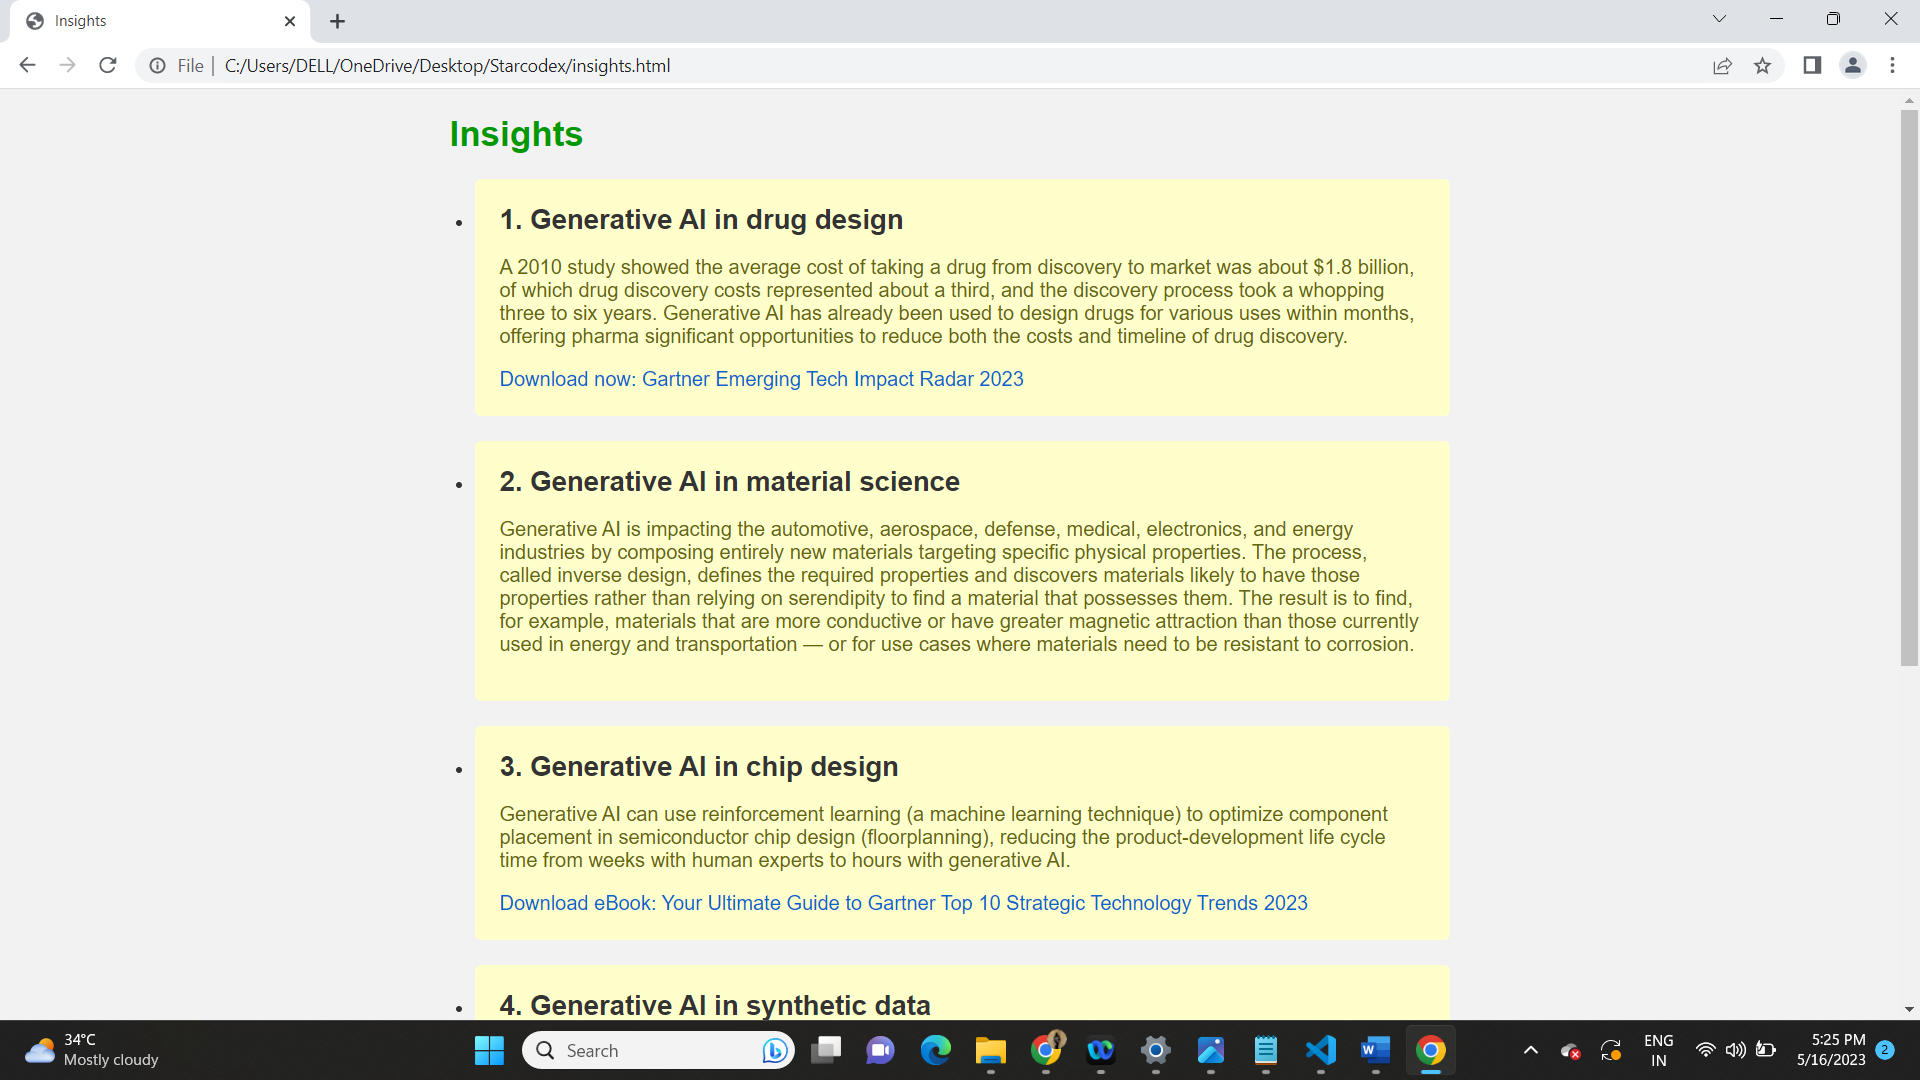 Insights
File
C:/Users/DELL/OneDrive/Desktop/Starcodex/insights.html
Insights
1. Generative AI in drug design
A 2010 study showed the average cost of taking a drug from discovery to market was about $1.8 billion,
of which drug discovery costs represented about a third, and the discovery process took a whopping
three to six years. Generative AI has already been used to design drugs for various uses within months,
offering pharma significant opportunities to reduce both the costs and timeline of drug discovery.
Download now: Gartner Emerging Tech Impact Radar 2023
2. Generative AI in material science
Generative AI is impacting the automotive, aerospace, defense, medical, electronics, and energy
industries by composing entirely new materials targeting specific physical properties. The process,
called inverse design, defines the required properties and discovers materials likely to have those
properties rather than relying on serendipity to find a material that possesses them. The result is to find,
for example, materials that are more conductive or have greater magnetic attraction than those currently
used in energy and transportation — or for use cases where materials need to be resistant to corrosion.
3. Generative AI in chip design
Generative AI can use reinforcement learning (a machine learning technique) to optimize component
placement in semiconductor chip design (floorplanning), reducing the product-development life cycle
time from weeks with human experts to hours with generative AI.
Download eBook: Your Ultimate Guide to Gartner Top 10 Strategic Technology Trends 2023
4. Generative AI in synthetic data
34°C
Mostly cloudy
Search
W
ENG
IN
5:25 PM
5/16/2023
2